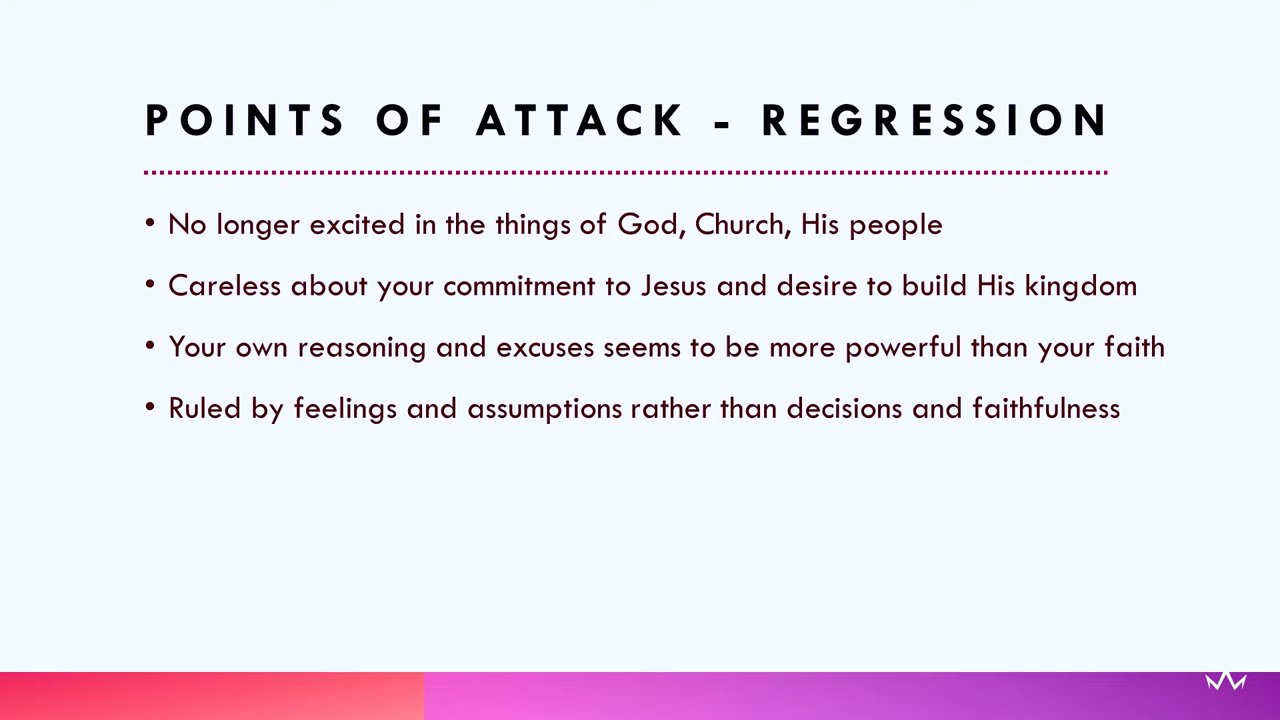 POINTS OF ATTACK - REGRESSION
• No longer excited in the things of God, Church, His people
• Careless about your commitment to Jesus and desire to build His kingdom
• Your own reasoning and excuses seems to be more powerful than your faith
• Ruled by feelings and assumptions rather than decisions and faithfulness